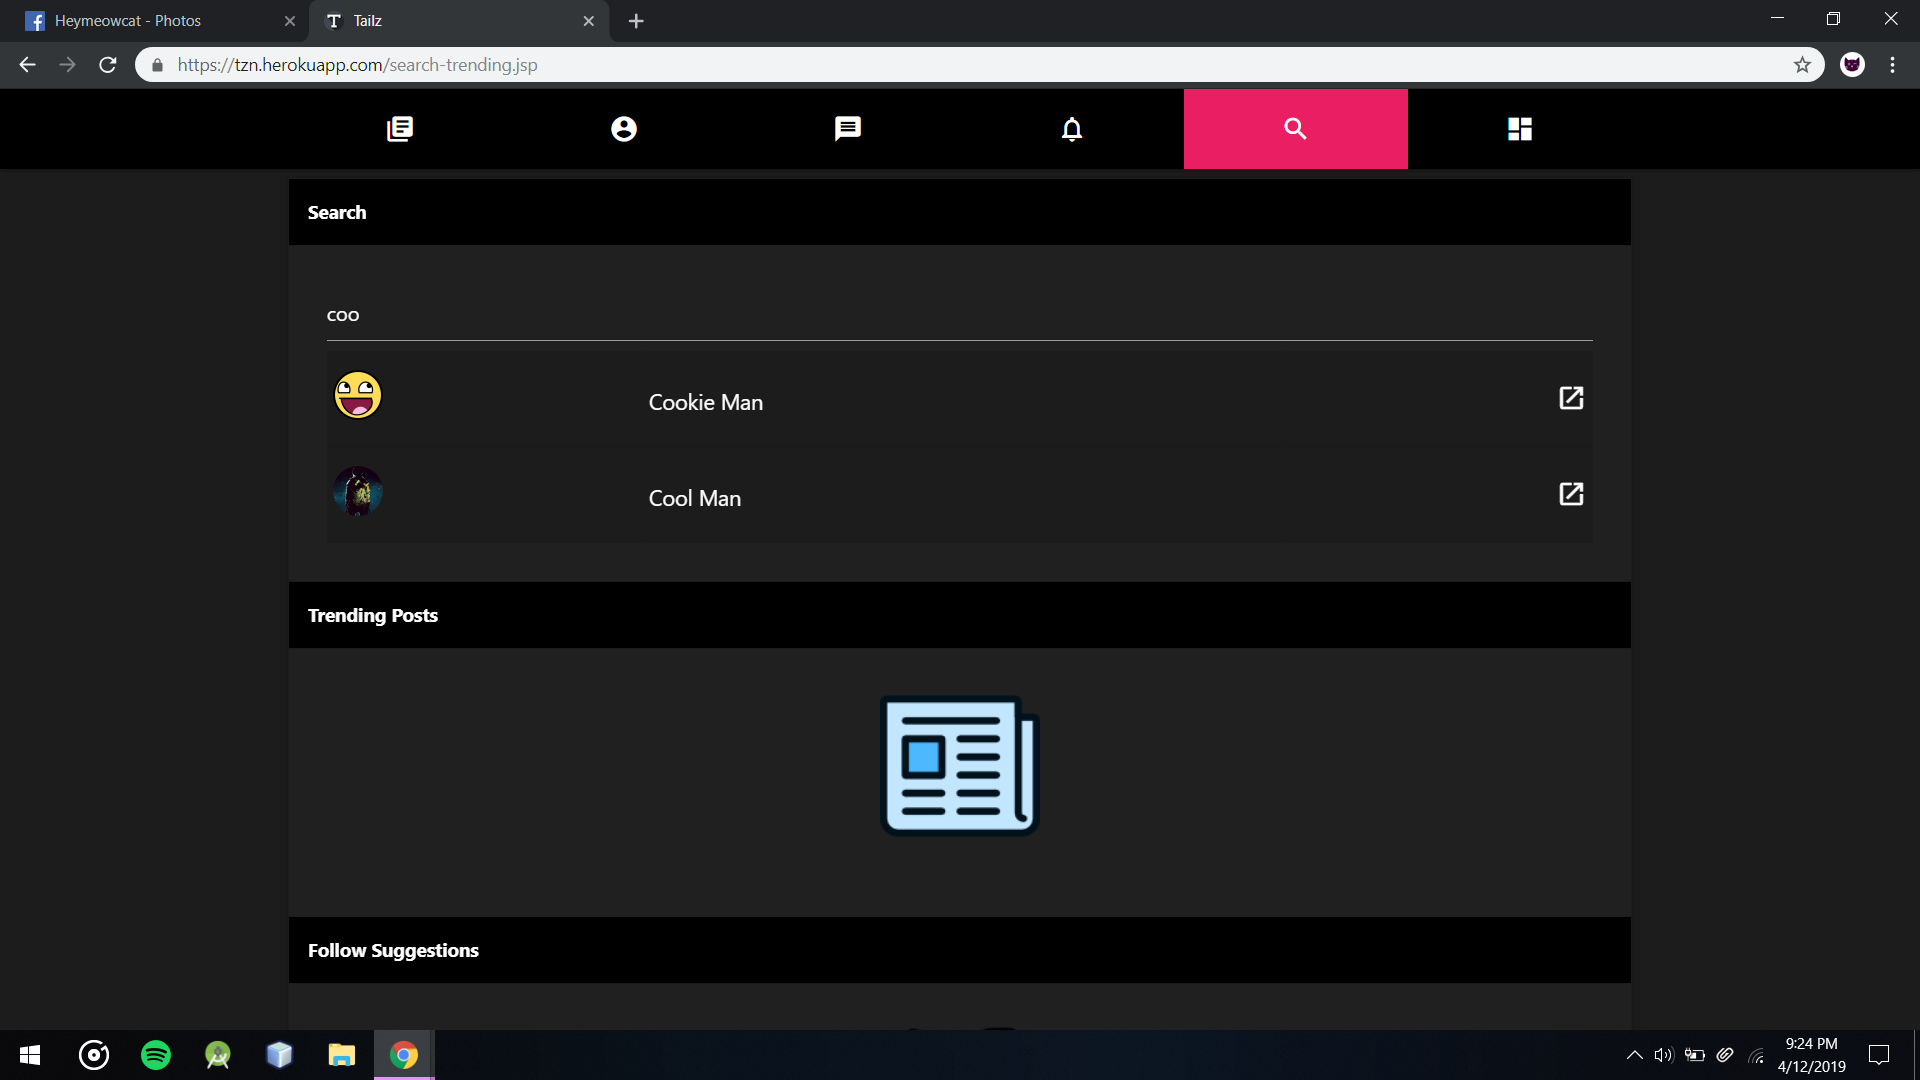 Heymeowcat - Photos
Tailz
https://tzn.herokuapp.com/search-trending.jsp
Search
coo
Cookie Man
Cool Man
Trending Posts
Follow Suggestions
9:24 PM
4/12/2019